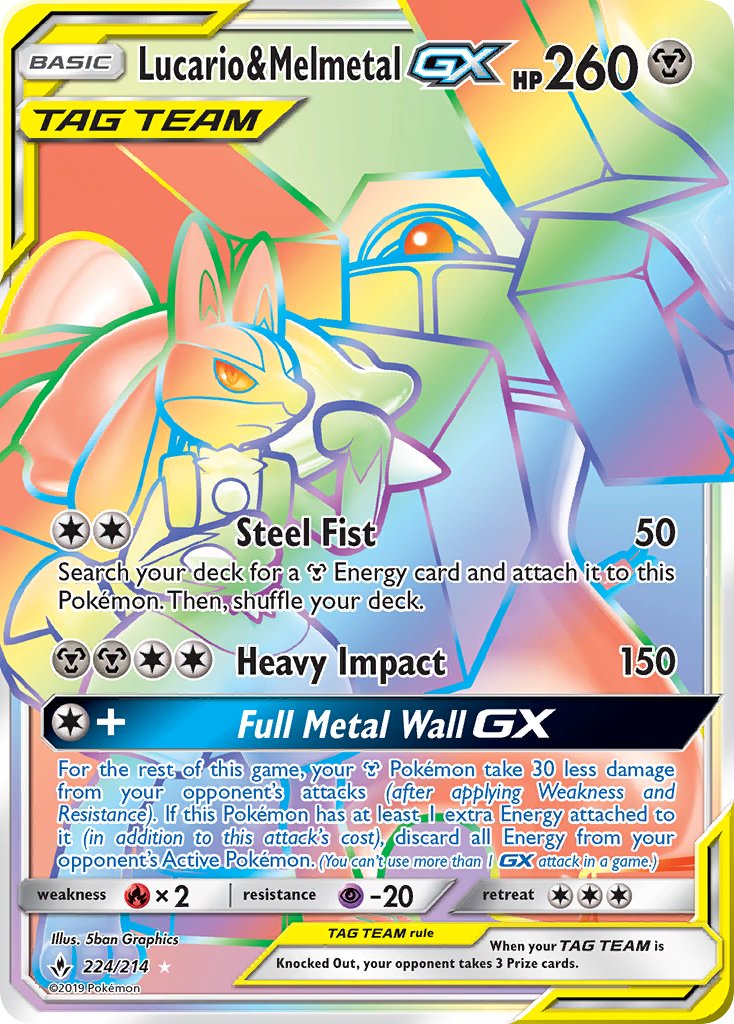 BASIC Lucario&Melmetal GX HP260
TAG TEAM
Steel Fist 50
Search your deck for a Energy card and attach it to this
Pokémon. Then, shuffle your deck.
Heavy Impact 150
+ Full Metal Wall GX
For the rest of this game, your Pokémon take 30 less damage
from your opponent's attacks (after applying Weakness and
Resistance). If this Pokémon has at least 1 extra Energy attached to
it (in addition to this attack's cost), discard all Energy from your
opponent's Active Pokémon. (You can't use more than 1 GX attack in a game.)
weakness ×2 resistance -20 retreat
Illus. 5ban Graphics
224/214
©2019 Pokémon
TAG TEAM rule
When your TAG TEAM is
Knocked Out, your opponent takes 3 Prize cards.